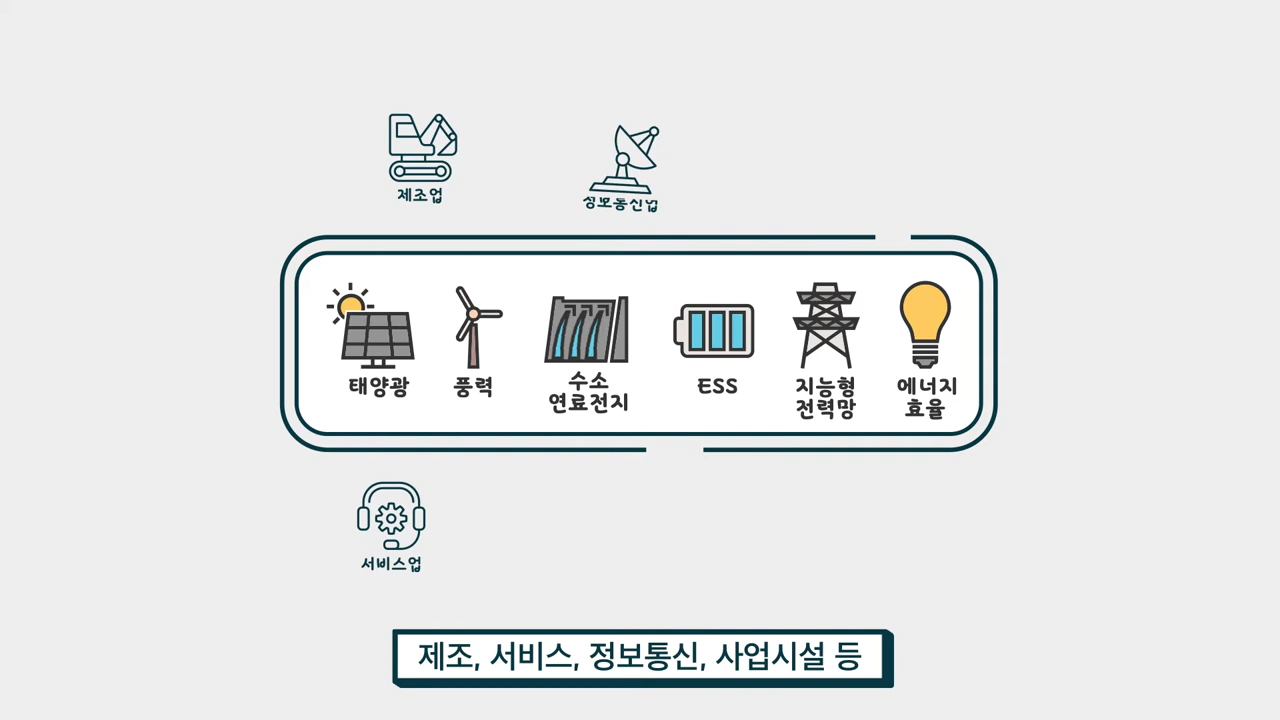 제조업
정보통신업
태양광
풍력
수소
연료전지
ESS
지능형
전력망
에너지
효율
서비스업
제조, 서비스, 정보통신, 사업시설 등